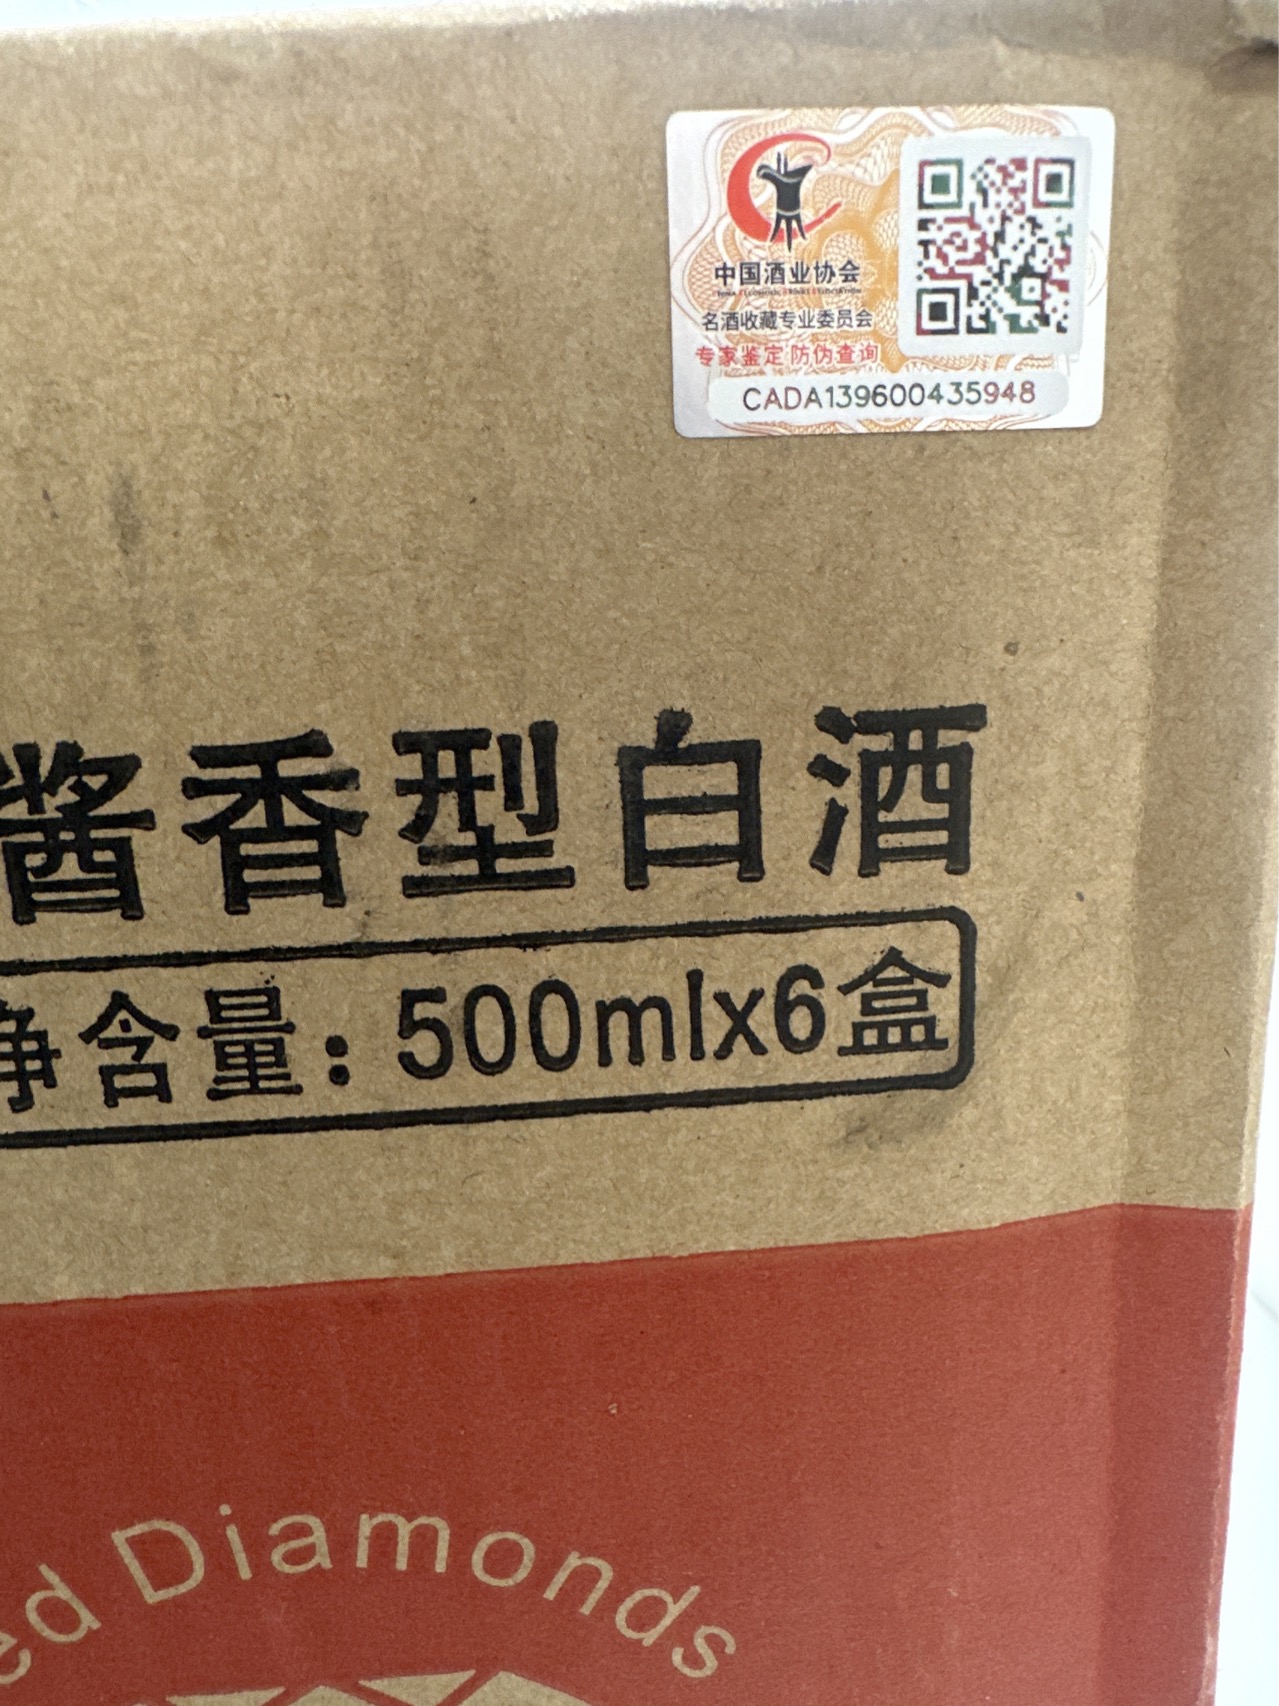 中国酒业协会
名酒收藏专业委员会
专家鉴定 防伪查询
CADA139600435948
酱香型白酒
净含量：500mlx6盒
ed Diamonds